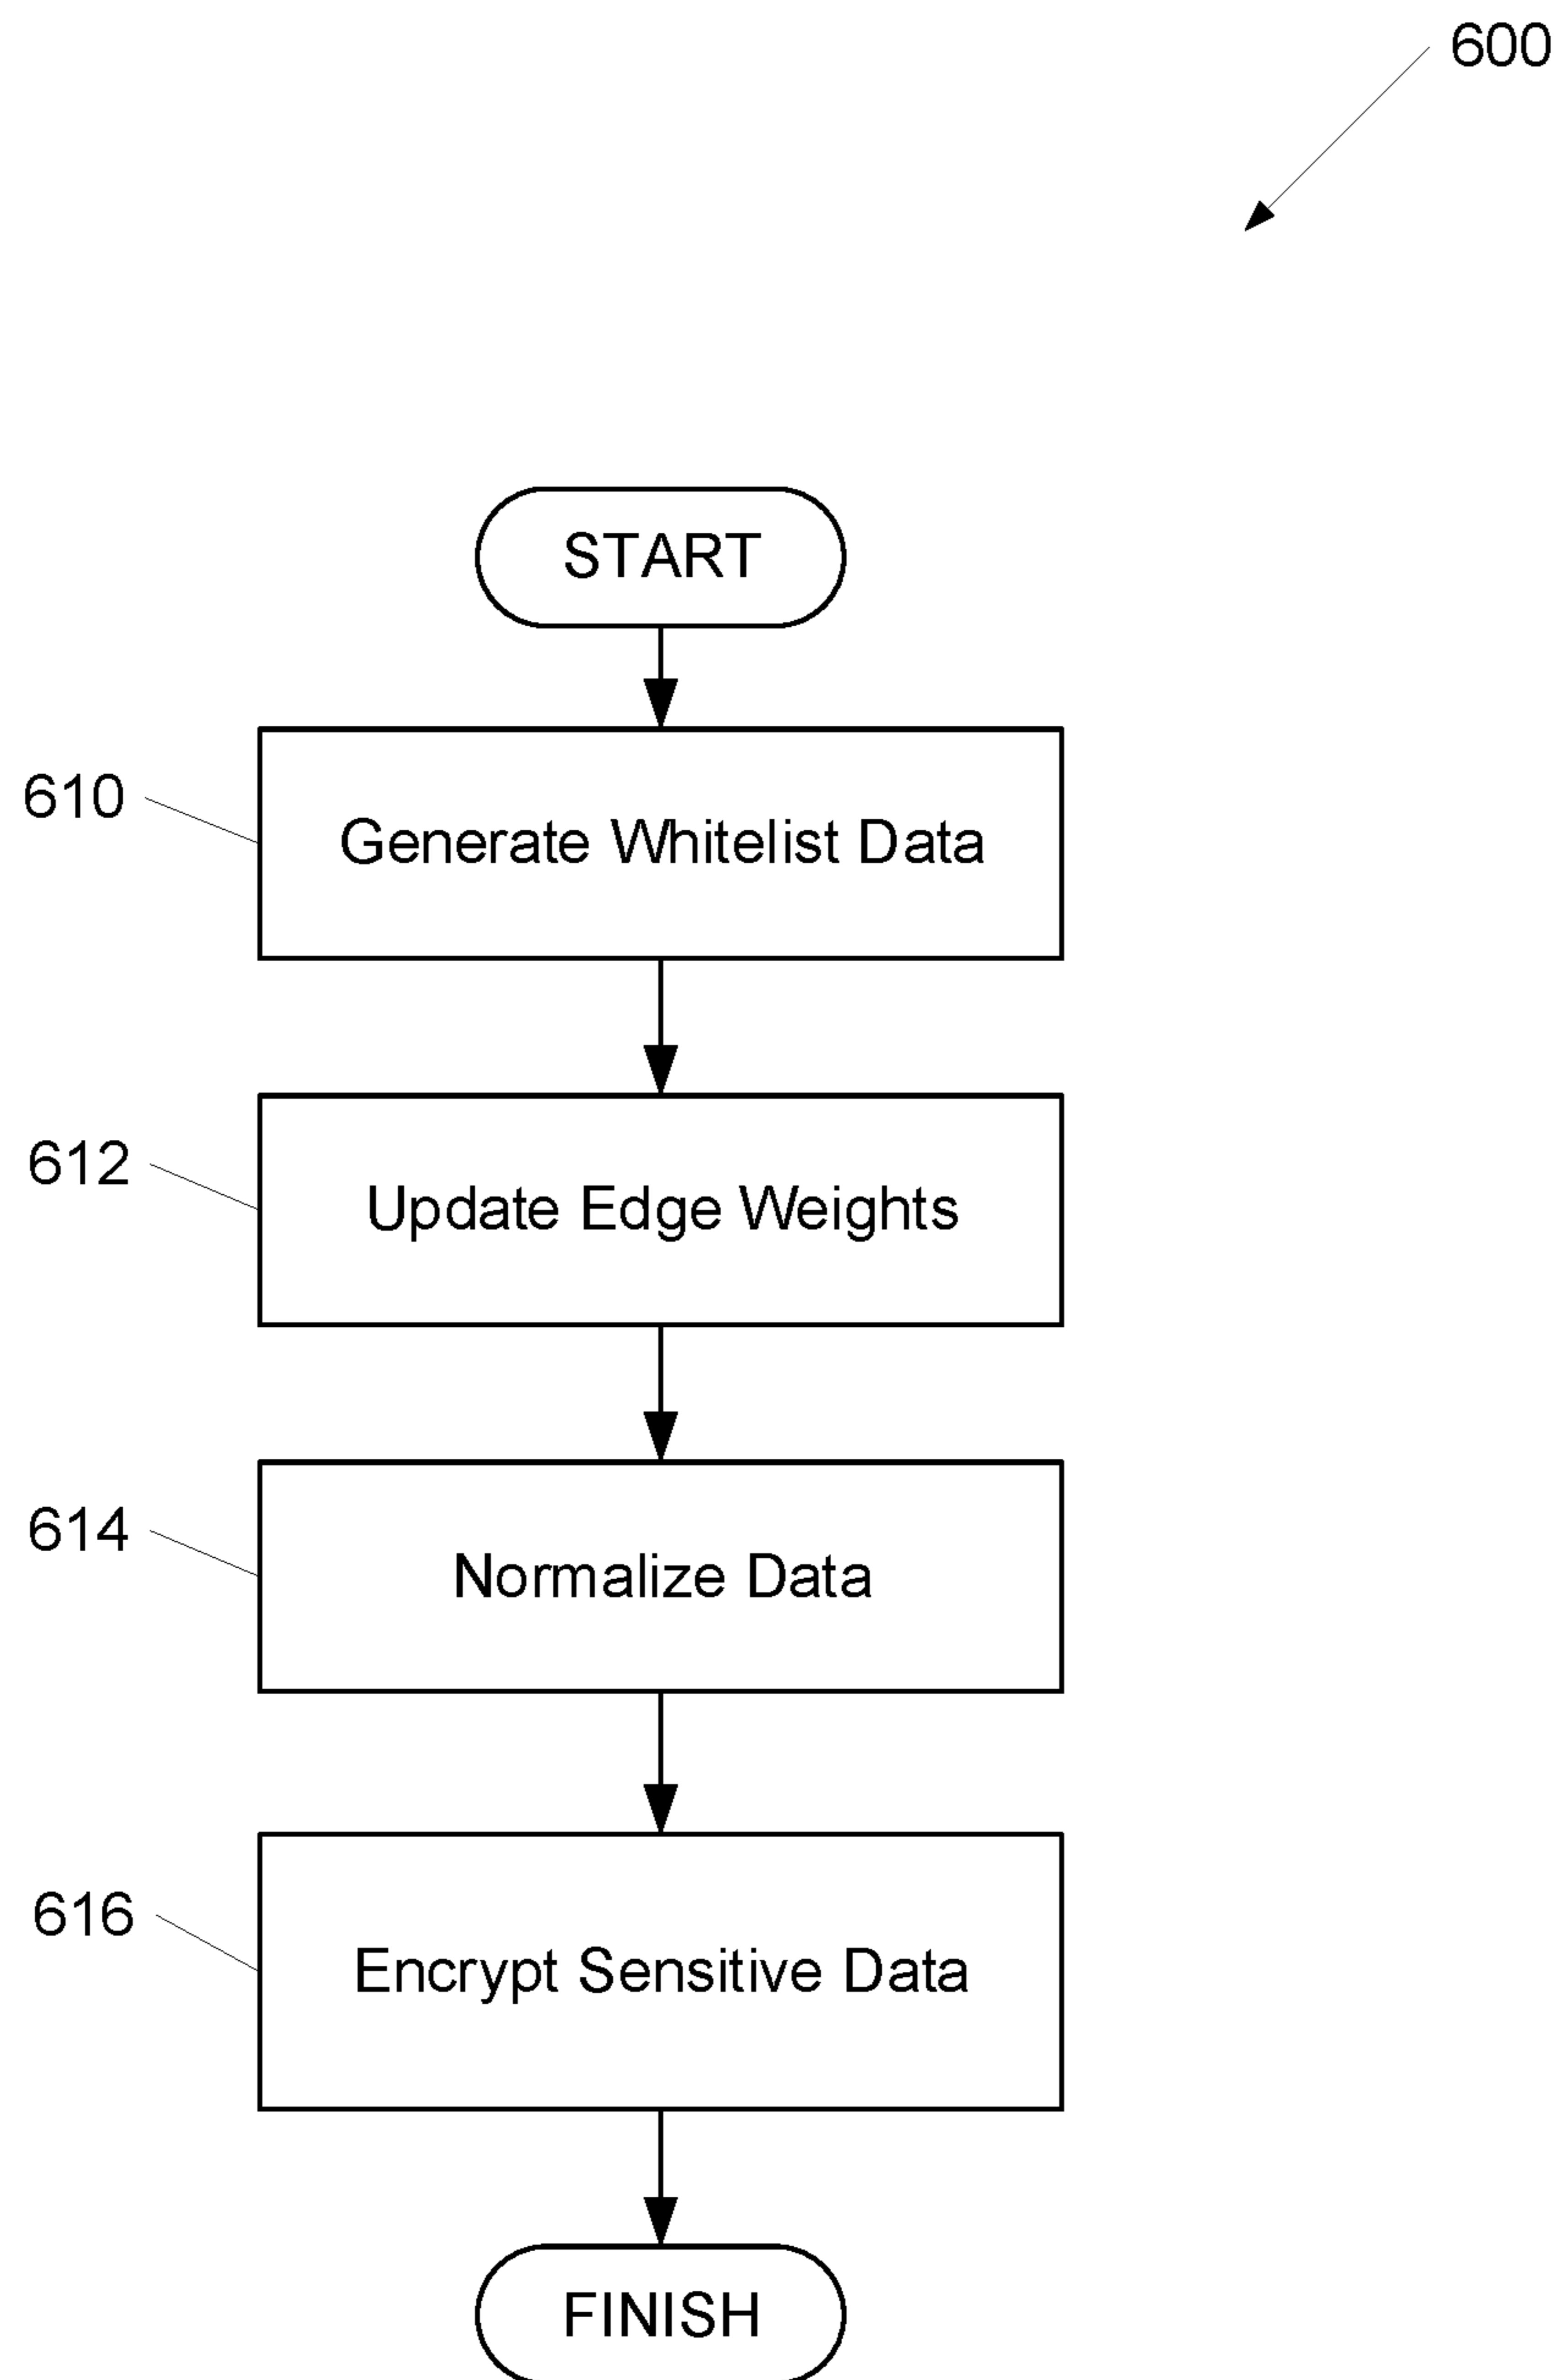 600
START
610
Generate Whitelist Data
612
Update Edge Weights
614
Normalize Data
616
Encrypt Sensitive Data
FINISH